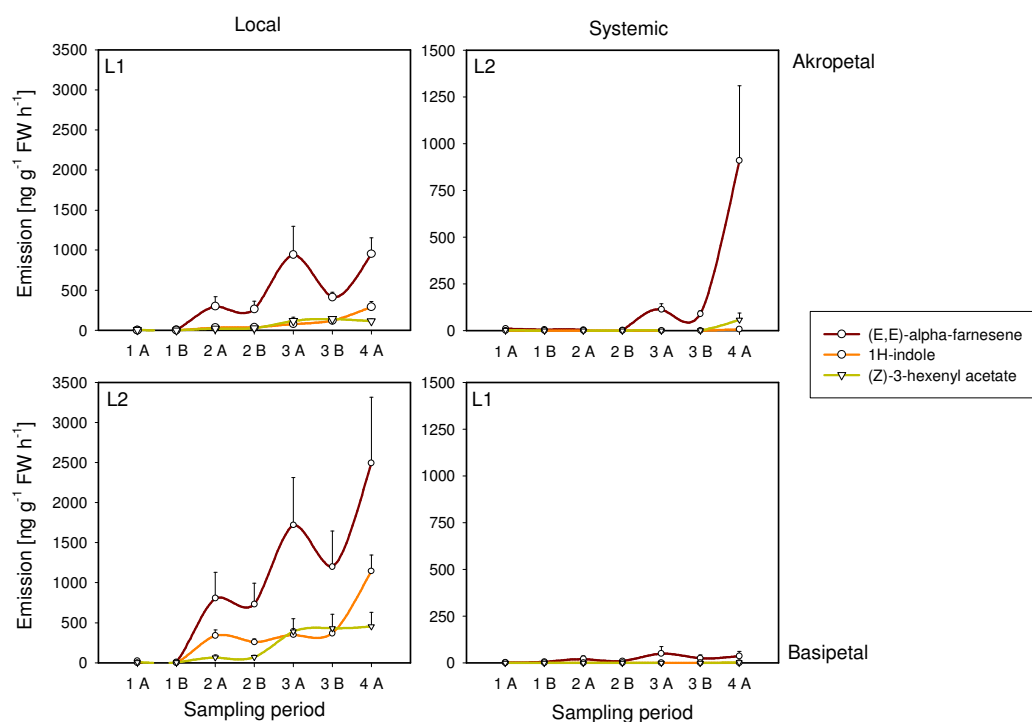 Local
Systemic
Akropetal
L1
3500
3000
2500
2000
1500
1000
500
0
Emission [ng g-1 FW h-1]
1 A 1 B 2 A 2 B 3 A 3 B 4 A
L2
1500
1250
1000
750
500
250
0
1 A 1 B 2 A 2 B 3 A 3 B 4 A
(E,E)-alpha-farnesene
1H-indole
(Z)-3-hexenyl acetate
L2
3500
3000
2500
2000
1500
1000
500
0
Emission [ng g-1 FW h-1]
1 A 1 B 2 A 2 B 3 A 3 B 4 A
Sampling period
L1
1500
1250
1000
750
500
250
0
1 A 1 B 2 A 2 B 3 A 3 B 4 A
Sampling period
Basipetal